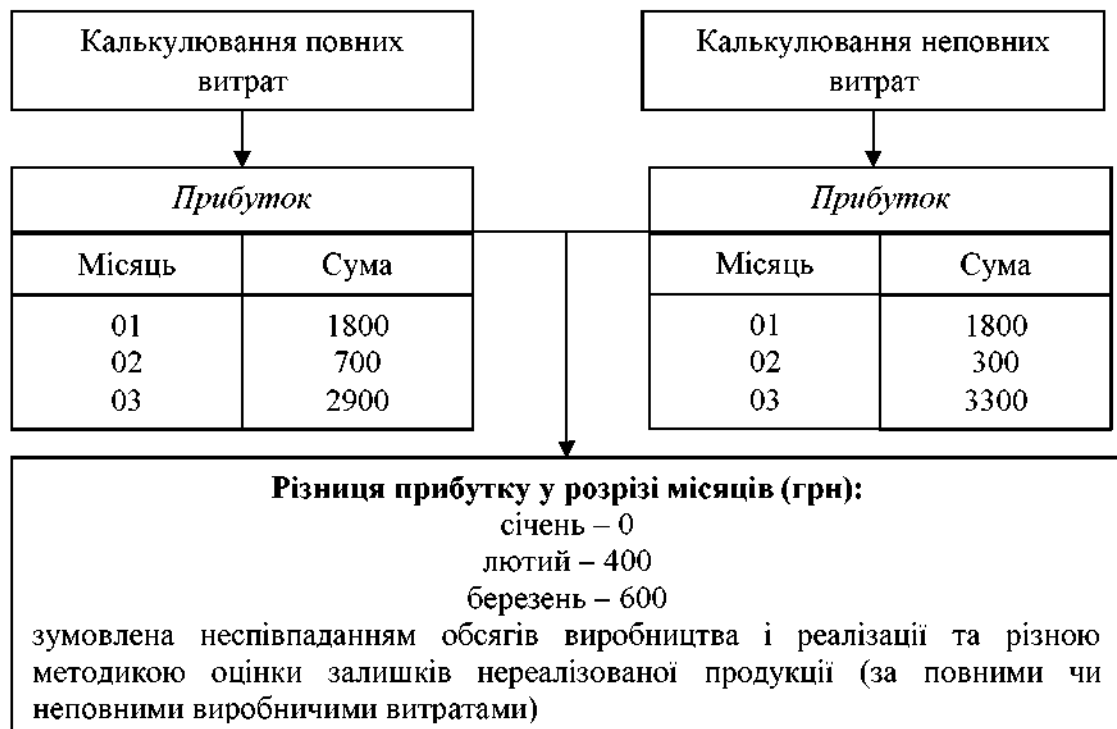 Калькулювання повних
витрат
Калькулювання неповних
витрат
Прибуток
Місяць Сума
01 1800
02 700
03 2900
Прибуток
Місяць Сума
01 1800
02 300
03 3300
Різниця прибутку у розрізі місяців (грн):
січень – 0
лютий – 400
березень – 600
зумовлена неспівпаданням обсягів виробництва і реалізації та різною
методикою оцінки залишків нереалізованої продукції (за повними чи
неповними виробничими витратами)